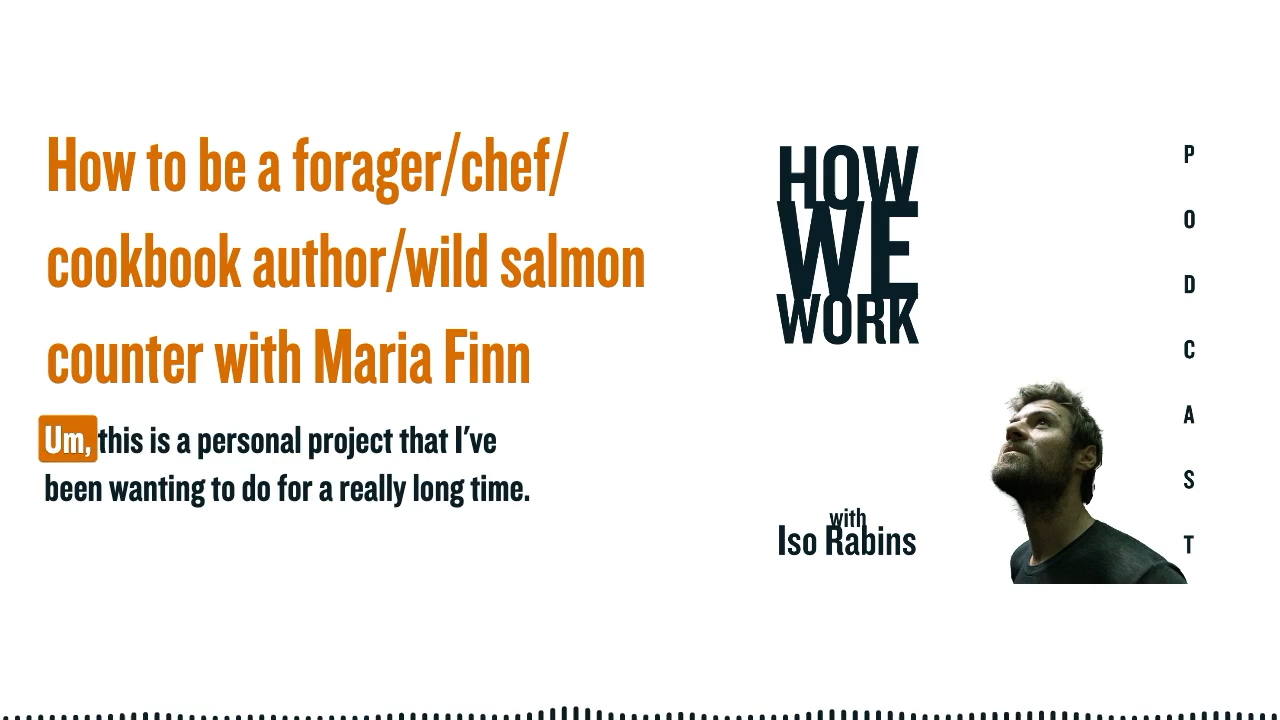 How to be a forager/chef/
cookbook author/wild salmon
counter with Maria Finn
Um, this is a personal project that I've
been wanting to do for a really long time.
HOW
WE
WORK
with
Iso Rabins
PODCAST